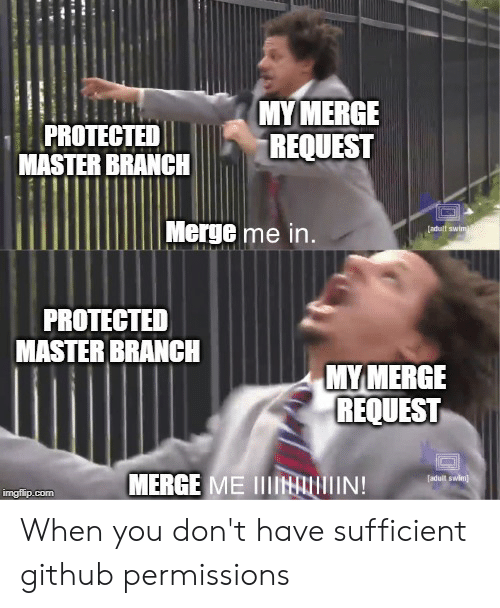 MY MERGE
REQUEST
PROTECTED
MASTER BRANCH
Merge me in.
[adult swim]
PROTECTED
MASTER BRANCH
MY MERGE
REQUEST
MERGE ME IIIIIIIIIIIIIN!
[adult swim]
imgflip.com
When you don't have sufficient
github permissions